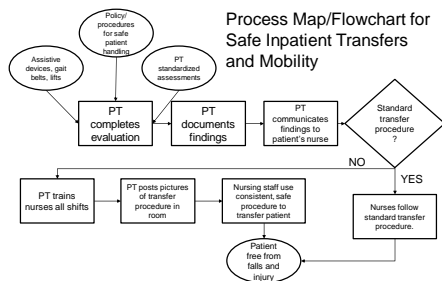 Process Map/Flowchart for
Safe Inpatient Transfers
and Mobility
Policy/
procedures
for safe
patient
handling
Assistive
devices, gait
belts, lifts
PT
standardized
assessments
PT
completes
evaluation
PT
documents
findings
PT
communicates
findings to
patient's nurse
Standard
transfer
procedure
?
NO
YES
PT trains
nurses all shifts
PT posts pictures
of transfer
procedure in
room
Nursing staff use
consistent, safe
procedure to
transfer patient
Nurses follow
standard transfer
procedure.
Patient
free from
falls and
injury